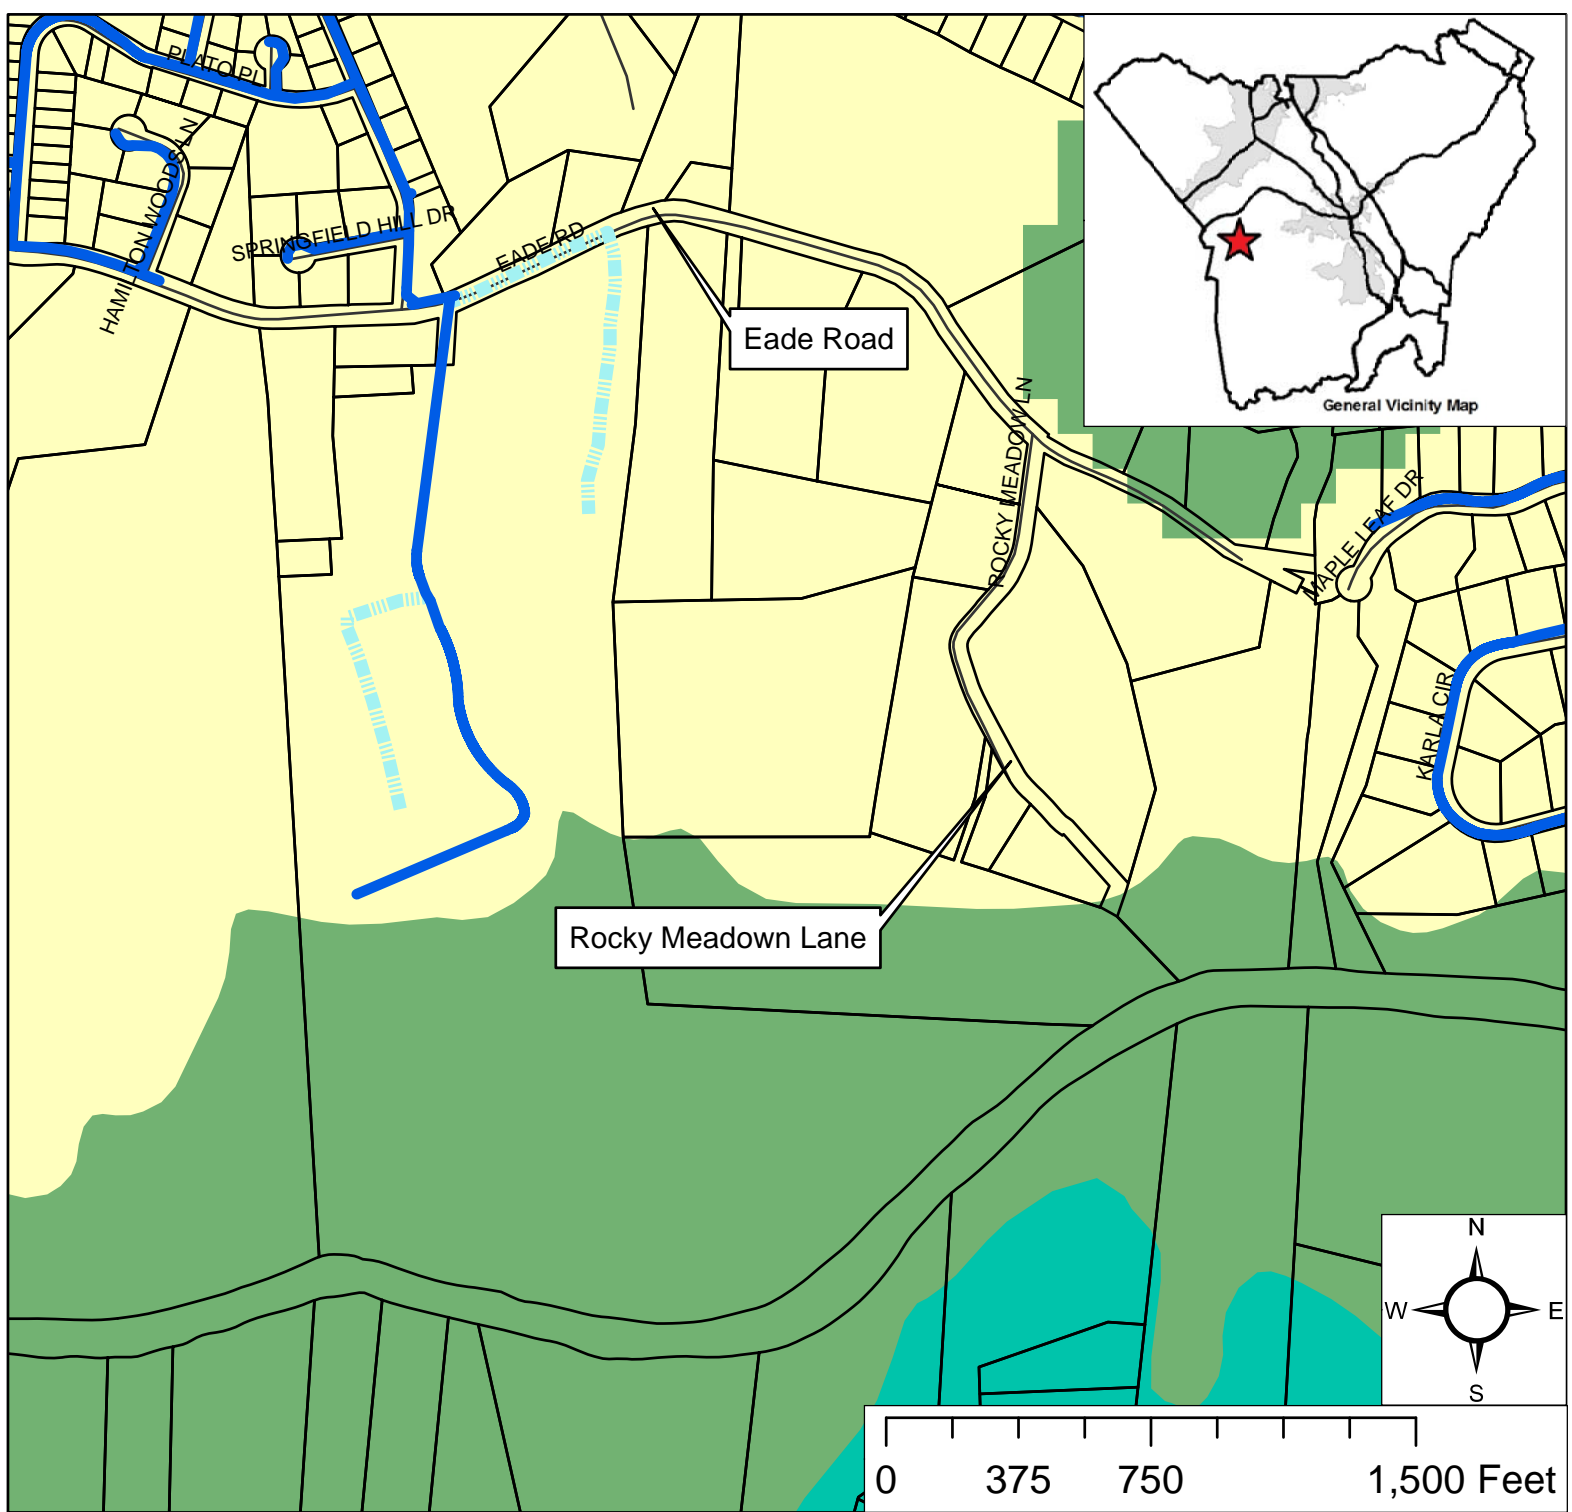 PLATO PL
HAMILTON WOODS LN
SPRINGFIELD HILL DR
EADE RD
General Vicinity Map
Eade Road
ROCKY MEADOW LN
MAPLE LEAF DR
KARLA CIR
Rocky Meadown Lane
N
W E
S
0 375 750 1,500 Feet